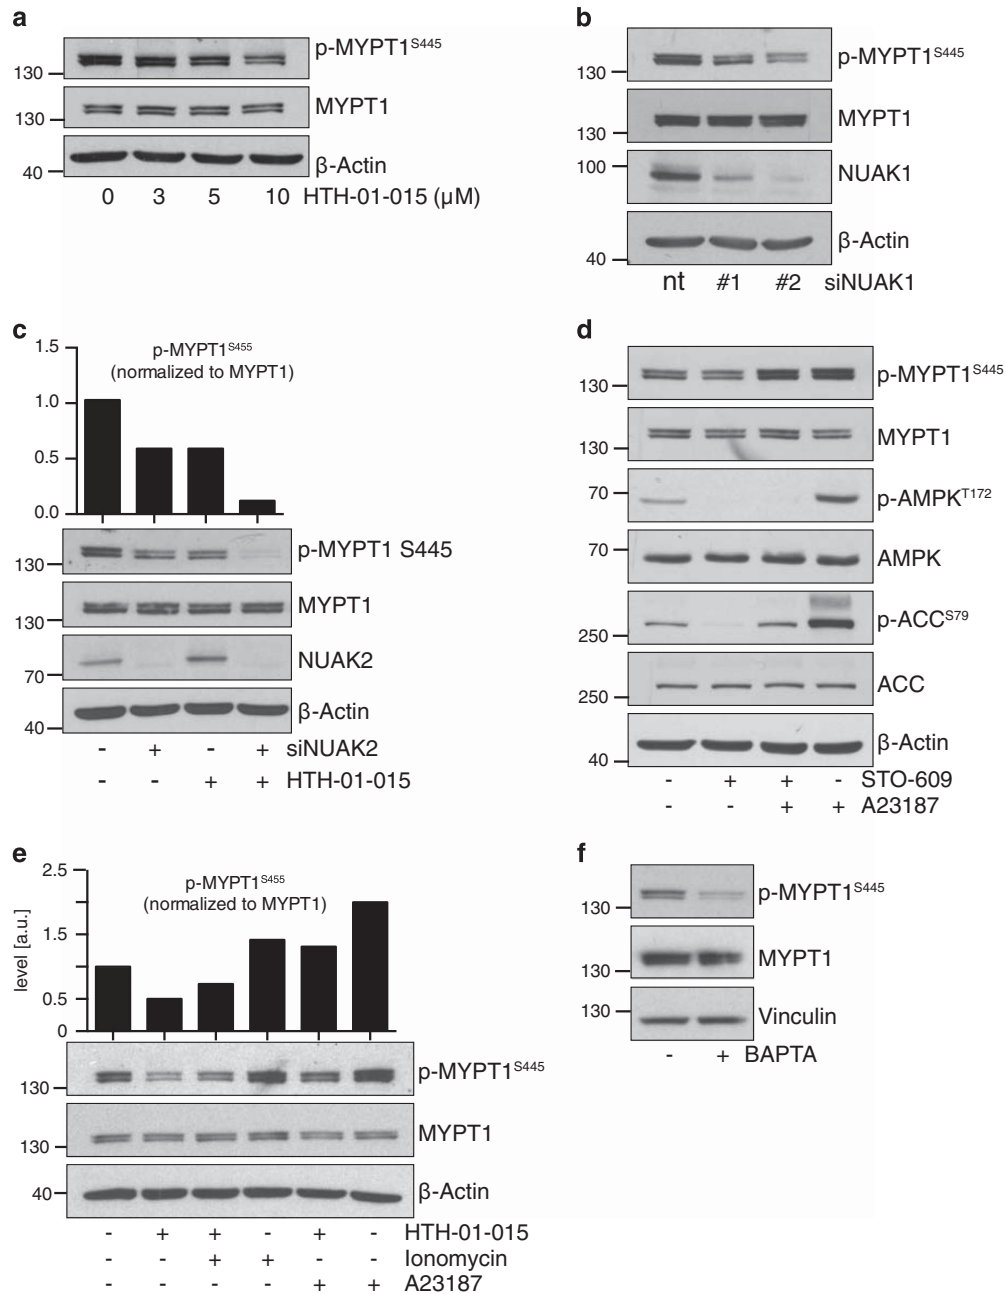 a
p-MYPT1S445
130
MYPT1
130
β-Actin
40
0 3 5 10 HTH-01-015 (μM)
b
p-MYPT1S445
130
MYPT1
130
100
NUAK1
β-Actin
40
nt #1 #2 siNUAK1
c
1.5
p-MYPT1S455
(normalized to MYPT1)
1.0
0.5
0.0
p-MYPT1 S445
130
MYPT1
130
NUAK2
70
β-Actin
40
- + - + siNUAK2
- - + + HTH-01-015
d
p-MYPT1S445
130
MYPT1
130
70
p-AMPKT172
70
AMPK
p-ACCS79
250
ACC
250
β-Actin
40
- + + - STO-609
- - + + A23187
e
2.5
p-MYPT1S455
(normalized to MYPT1)
1.5
level [a.u.]
0.5
0
p-MYPT1S445
130
MYPT1
130
40
β-Actin
- + + - + - HTH-01-015
- - + + - - Ionomycin
- - - - + + A23187
f
p-MYPT1S445
130
MYPT1
130
130
Vinculin
- + BAPTA